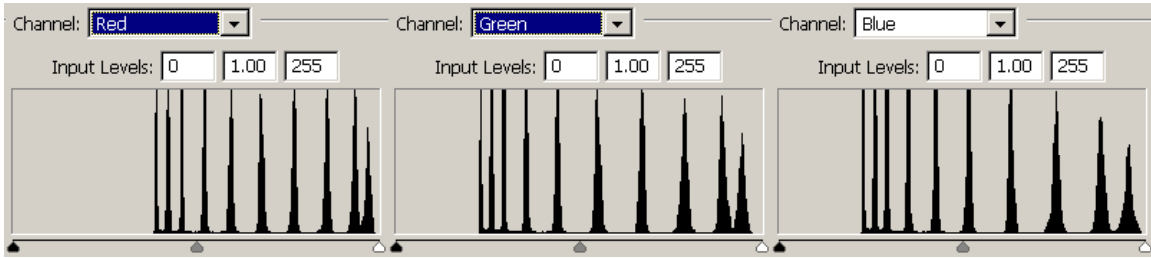 Channel: Red
Input Levels: 0 1.00 255
Channel: Green
Input Levels: 0 1.00 255
Channel: Blue
Input Levels: 0 1.00 255